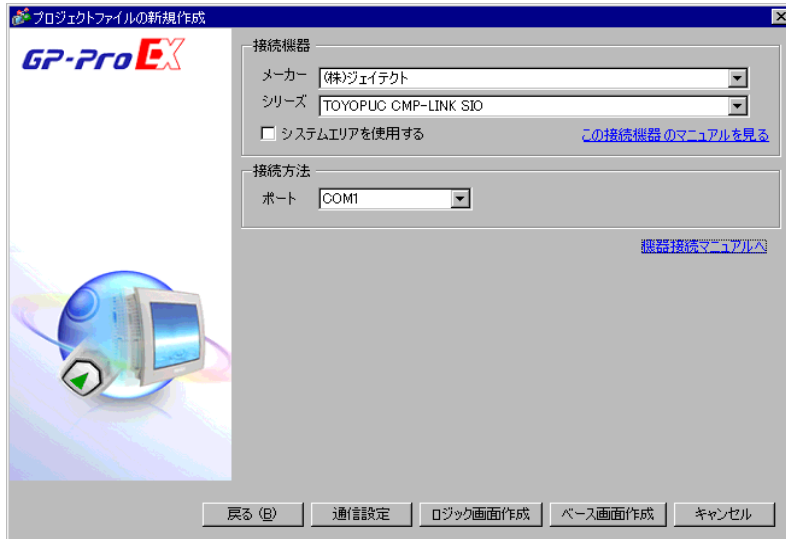 プロジェクトファイルの新規作成
GP-Pro EX
接続機器
メーカー (株)ジェイテクト
シリーズ TOYOPUC CMP-LINK SIO
システムエリアを使用する この接続機器のマニュアルを見る
接続方法
ポート COM1
機器接続マニュアルへ
戻る (B) 通信設定 ロジック画面作成 ベース画面作成 キャンセル